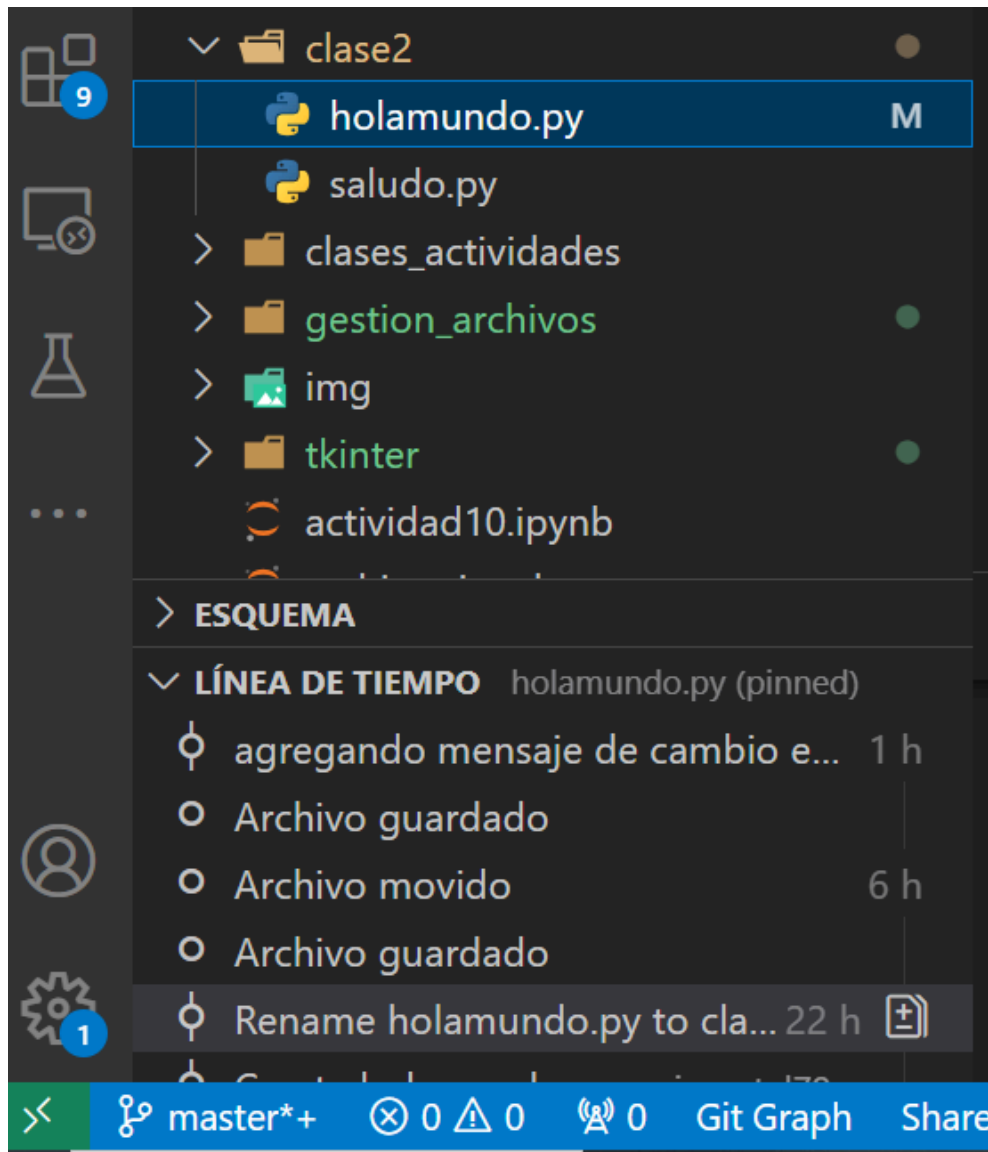 clase2
9
holamundo.py M
saludo.py
clases_actividades
gestion_archivos
img
tkinter
actividad10.ipynb
ESQUEMA
LÍNEA DE TIEMPO holamundo.py (pinned)
agregando mensaje de cambio e... 1 h
Archivo guardado
Archivo movido 6 h
Archivo guardado
Rename holamundo.py to cla... 22 h
1
master*+ 0 0 0 Git Graph Share